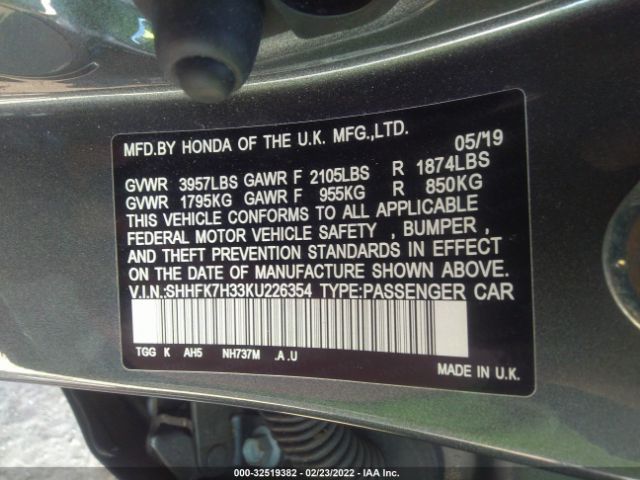 MFD.BY HONDA OF THE U.K. MFG.,LTD. 05/'19
GVWR 3957LBS GAWR F 2105LBS R 1874LBS
GVWR 1795KG GAWR F 955KG R 850KG
THIS VEHICLE CONFORMS TO ALL APPLICABLE
FEDERAL MOTOR VEHICLE SAFETY , BUMPER ,
AND THEFT PREVENTION STANDARDS IN EFFECT
ON THE DATE OF MANUFACTURE SHOWN ABOVE.
V.I.N.:SHHFK7H33KU226354 TYPE:PASSENGER CAR
TGG K AH5 NH737M .A .U
MADE IN U.K.
000-32519382 / 02/23/2022 - IAA Inc.